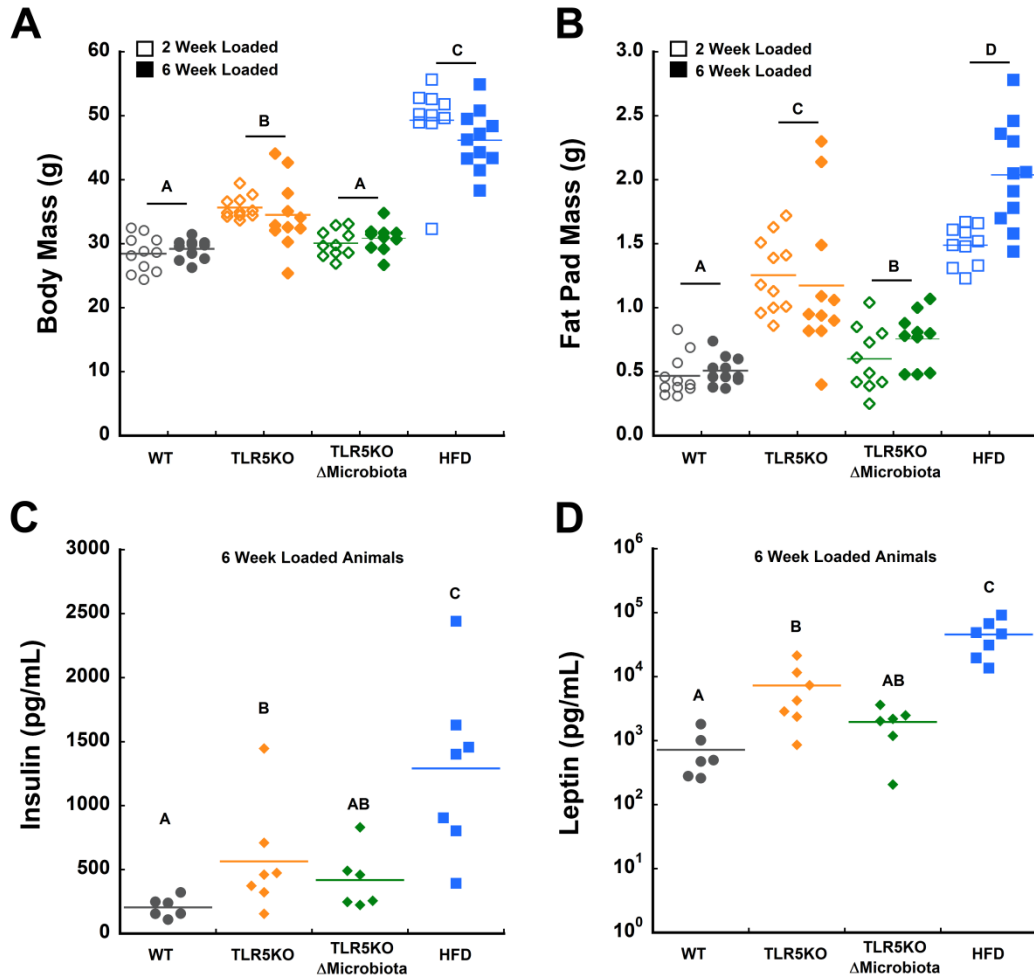 A
Body Mass (g)
60
50
40
30
20
10
0
2 Week Loaded
6 Week Loaded
A
B
A
C
WT
TLR5KO
TLR5KO
ΔMicrobiota
HFD
B
Fat Pad Mass (g)
3.0
2.5
2.0
1.5
1.0
0.5
0.0
2 Week Loaded
6 Week Loaded
A
C
B
D
WT
TLR5KO
TLR5KO
ΔMicrobiota
HFD
C
Insulin (pg/mL)
3000
2500
2000
1500
1000
500
0
6 Week Loaded Animals
A
B
AB
C
WT
TLR5KO
TLR5KO
ΔMicrobiota
HFD
D
Leptin (pg/mL)
10⁶
10⁵
10⁴
10³
10²
10¹
10⁰
6 Week Loaded Animals
A
B
AB
C
WT
TLR5KO
TLR5KO
ΔMicrobiota
HFD